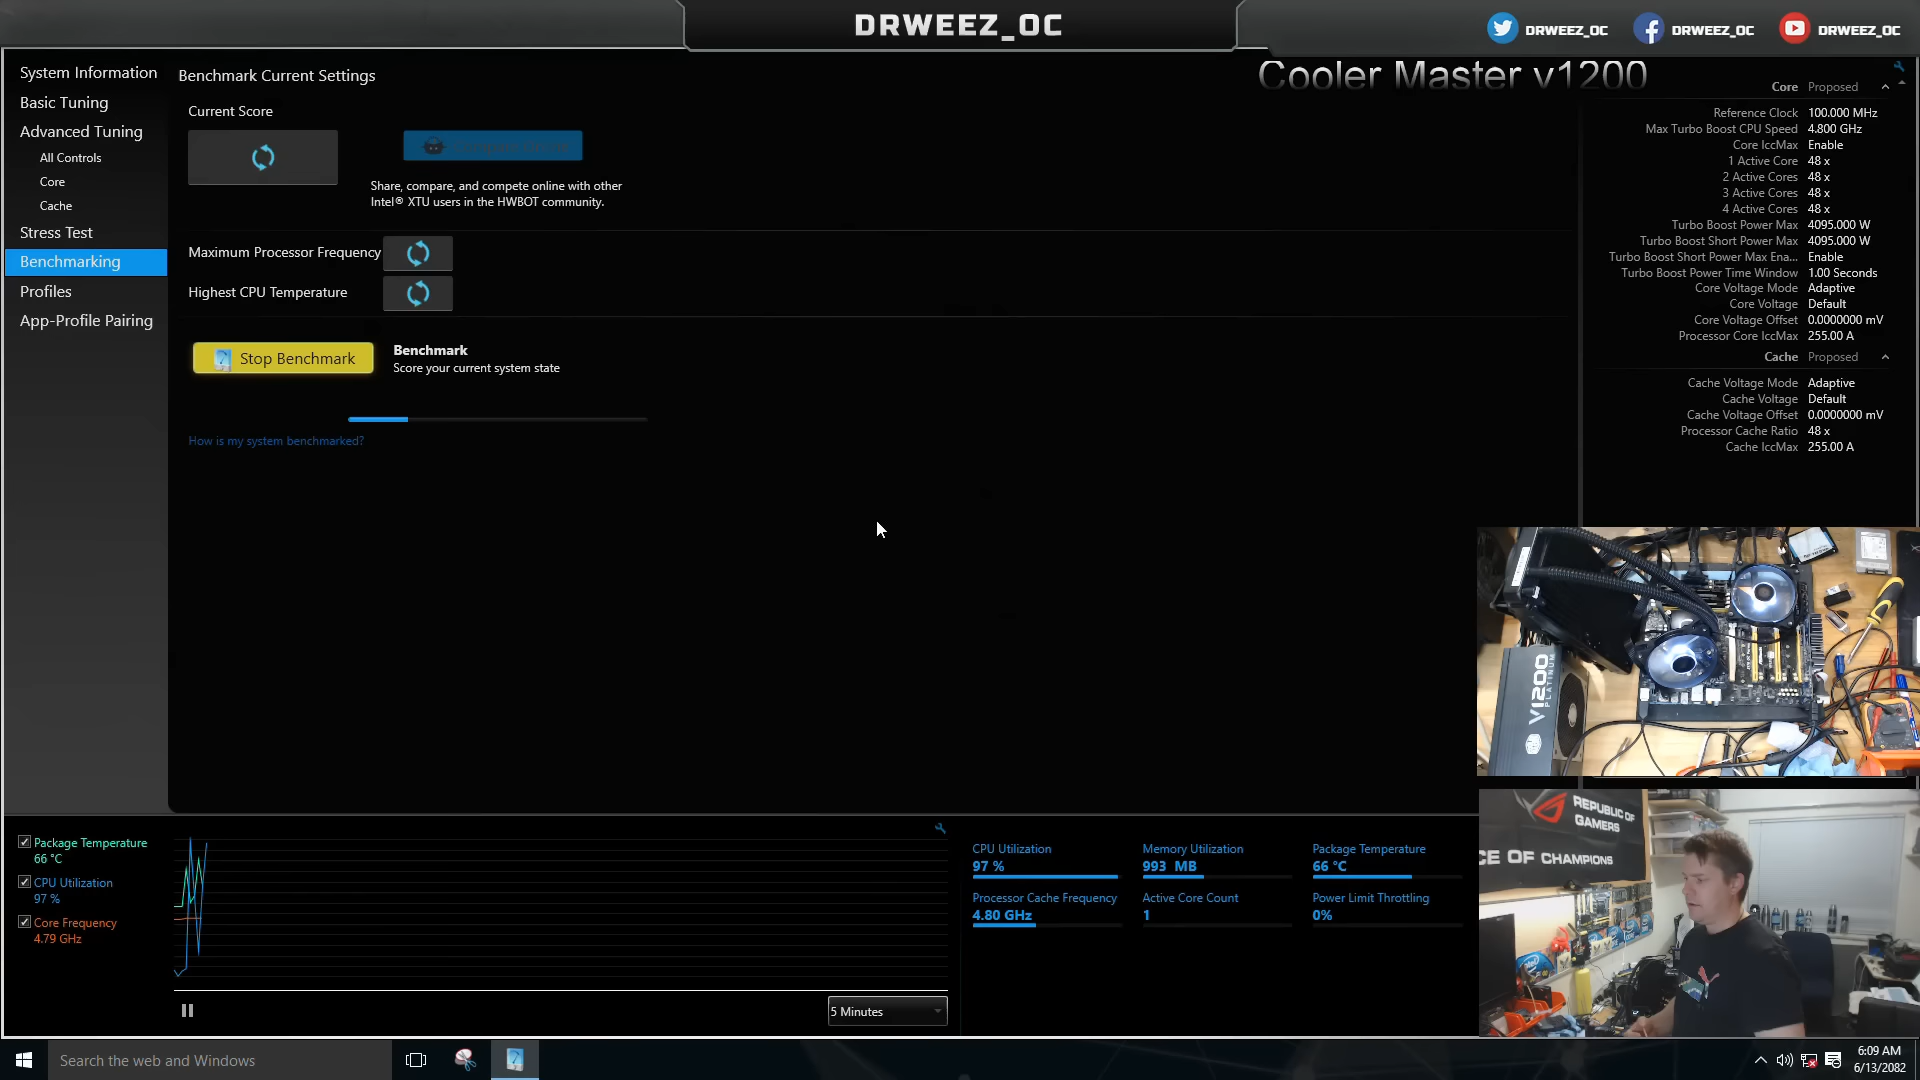 DRWEEZ_OC
DRWEEZ_OC
DRWEEZ_OC
DRWEEZ_OC
System Information
Basic Tuning
Advanced Tuning
All Controls
Core
Cache
Stress Test
Benchmarking
Profiles
App-Profile Pairing
Benchmark Current Settings
Current Score
Share, compare, and compete online with other
Intel® XTU users in the HWBOT community.
Maximum Processor Frequency
Highest CPU Temperature
Stop Benchmark
Benchmark
Score your current system state
How is my system benchmarked?
Cooler Master v1200
Core Proposed
Reference Clock 100.000 MHz
Max Turbo Boost CPU Speed 4.800 GHz
Core IccMax Enable
1 Active Core 48 x
2 Active Cores 48 x
3 Active Cores 48 x
4 Active Cores 48 x
Turbo Boost Power Max 4095.000 W
Turbo Boost Short Power Max 4095.000 W
Turbo Boost Short Power Max Ena... Enable
Turbo Boost Power Time Window 1.00 Seconds
Core Voltage Mode Adaptive
Core Voltage Default
Core Voltage Offset 0.0000000 mV
Processor Core IccMax 255.00 A
Cache Proposed
Cache Voltage Mode Adaptive
Cache Voltage Default
Cache Voltage Offset 0.0000000 mV
Processor Cache Ratio 48 x
Cache IccMax 255.00 A
V1200
PLATINUM
REPUBLIC OF
GAMERS
CE OF CHAMPIONS
Package Temperature
66 °C
CPU Utilization
97 %
Core Frequency
4.79 GHz
5 Minutes
CPU Utilization
97 %
Memory Utilization
993 MB
Package Temperature
66 °C
Processor Cache Frequency
4.80 GHz
Active Core Count
1
Power Limit Throttling
0%
Search the web and Windows
6:09 AM
6/13/2082